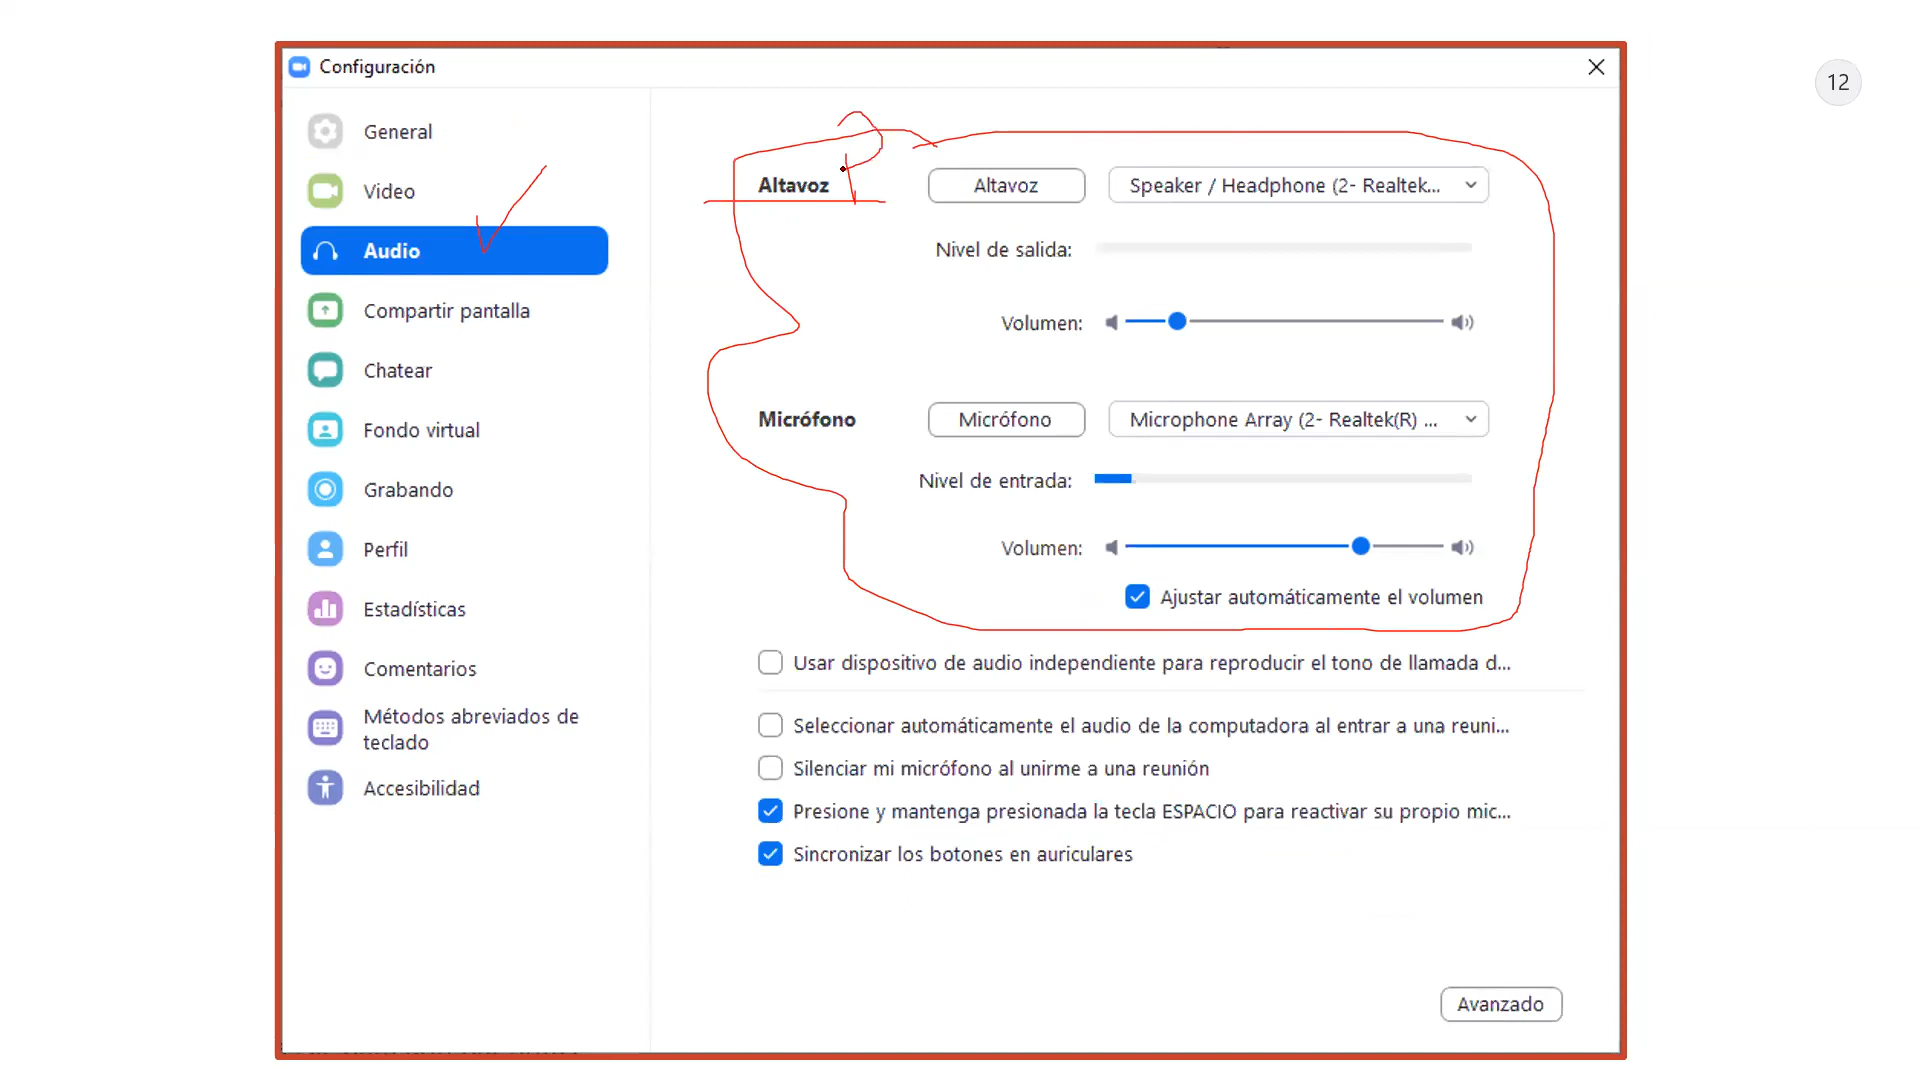 Configuración
12
General
Video
Audio
Compartir pantalla
Chatear
Fondo virtual
Grabando
Perfil
Estadísticas
Comentarios
Métodos abreviados de
teclado
Accesibilidad
Altavoz
Altavoz
Speaker / Headphone (2- Realtek...
Nivel de salida:
Volumen:
Micrófono
Micrófono
Microphone Array (2- Realtek(R) ...
Nivel de entrada:
Volumen:
Ajustar automáticamente el volumen
Usar dispositivo de audio independiente para reproducir el tono de llamada d...
Seleccionar automáticamente el audio de la computadora al entrar a una reuni...
Silenciar mi micrófono al unirme a una reunión
Presione y mantenga presionada la tecla ESPACIO para reactivar su propio mic...
Sincronizar los botones en auriculares
Avanzado